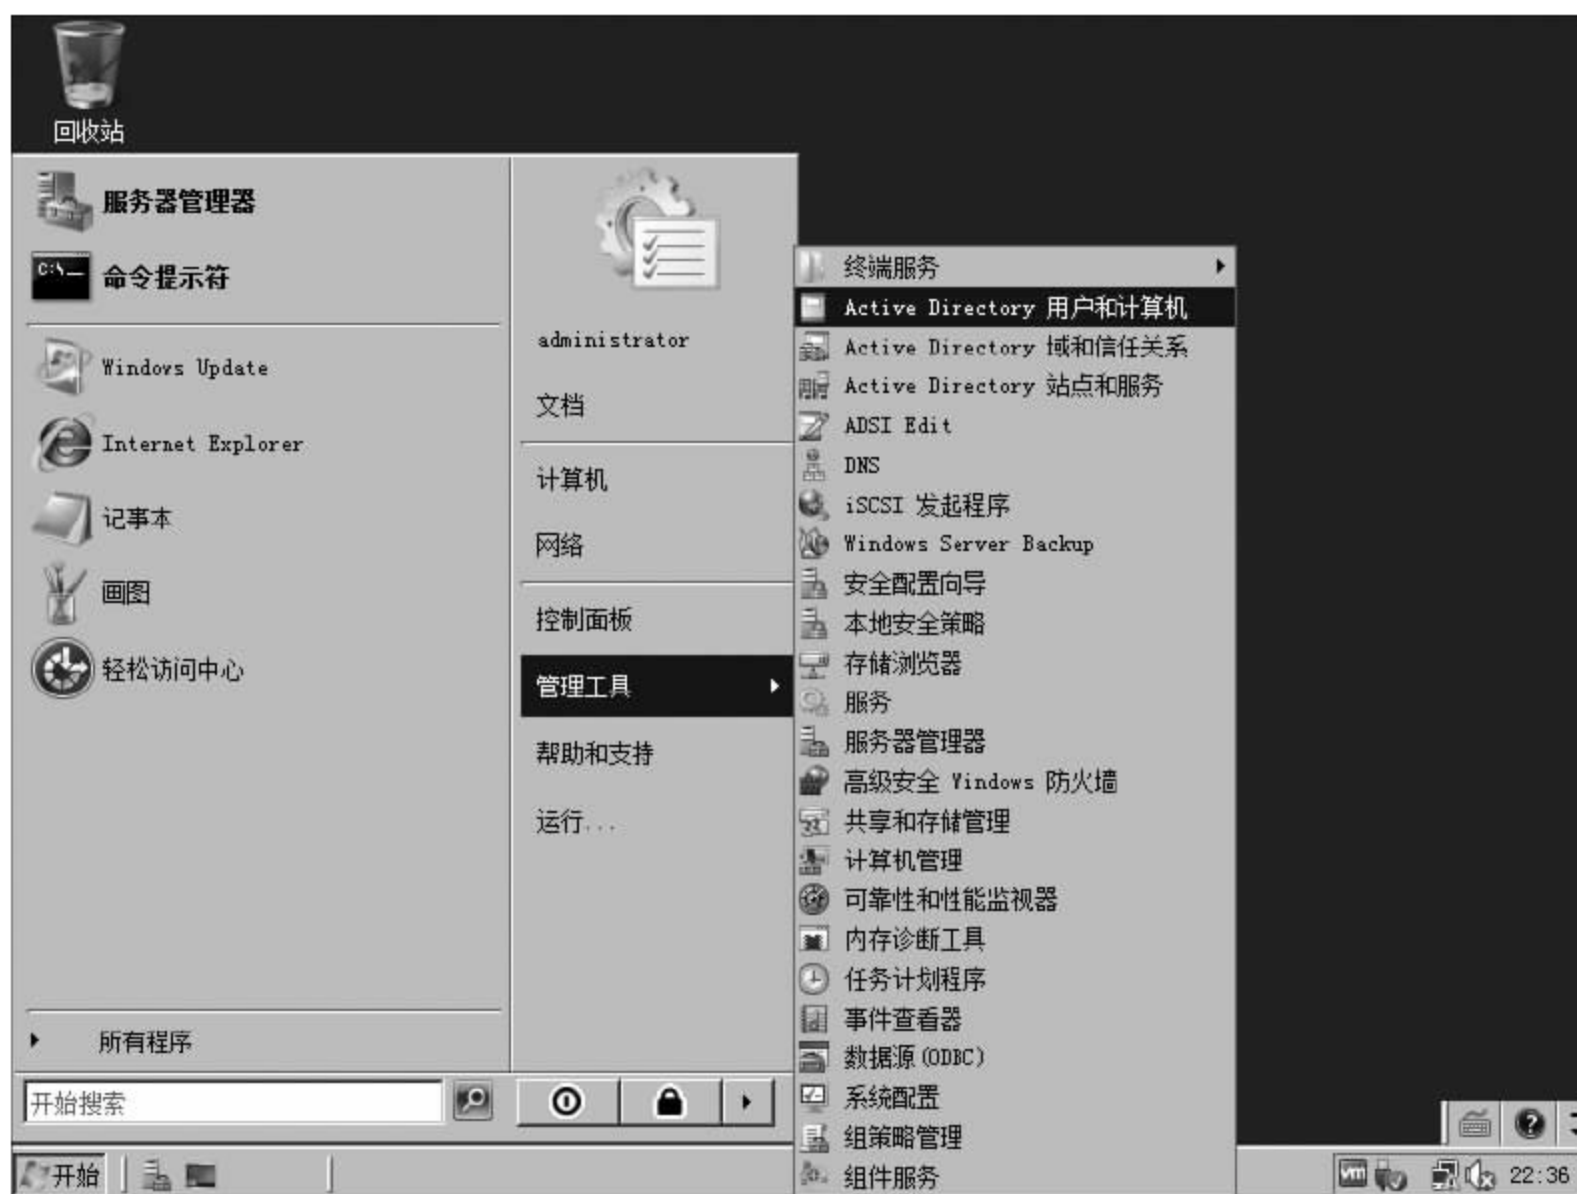 回收站
服务器管理器
C:\
命令提示符
Windows Update
Internet Explorer
记事本
画图
轻松访问中心
所有程序
开始搜索
administrator
文档
计算机
网络
控制面板
管理工具
帮助和支持
运行...
终端服务
Active Directory 用户和计算机
Active Directory 域和信任关系
Active Directory 站点和服务
ADSI Edit
DNS
iSCSI 发起程序
Windows Server Backup
安全配置向导
本地安全策略
存储浏览器
服务
服务器管理器
高级安全 Windows 防火墙
共享和存储管理
计算机管理
可靠性和性能监视器
内存诊断工具
任务计划程序
事件查看器
数据源(ODBC)
系统配置
组策略管理
组件服务
开始
vm
22:36